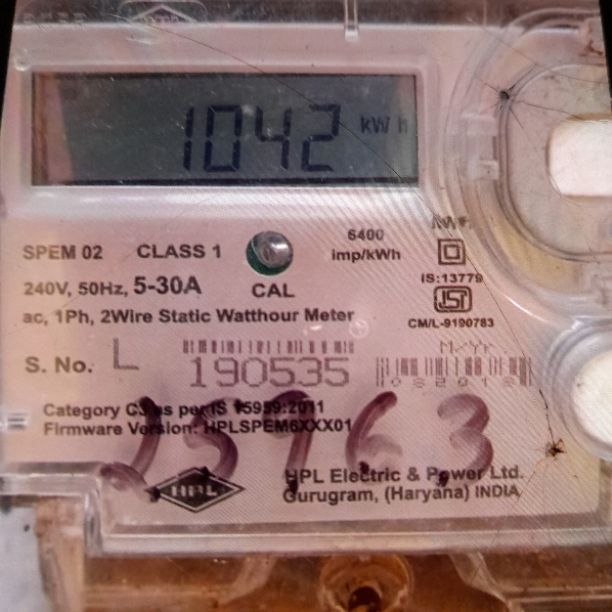 1042 kWh
6400
SPEM 02 CLASS 1 imp/kWh
240V, 50Hz, 5-30A CAL IS:13779
ac, 1Ph, 2Wire Static Watthour Meter CM/L-9190783
M/Yr
S. No. L 190535 082018
Category C3 as per IS 15959:2011
Firmware Version: HPLSPEM6XXX01
HPL HPL Electric & Power Ltd.
Gurugram, (Haryana) INDIA